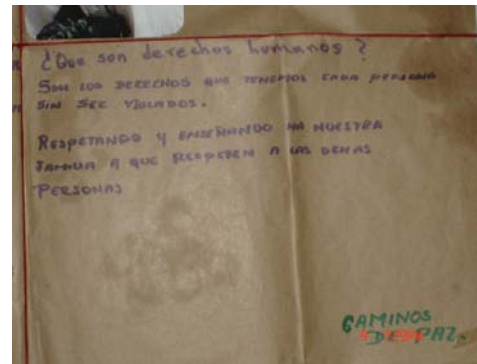 ¿Que son derechos humanos?
SON LOS DERECHOS QUE TENEMOS CADA PERSONA
SIN SER VIOLADOS.
RESPETANDO Y ENSEÑANDO HA NUESTRA
FAMILIA A QUE RESPETEN A LAS DEMAS
PERSONAS
CAMINOS
DE PAZ